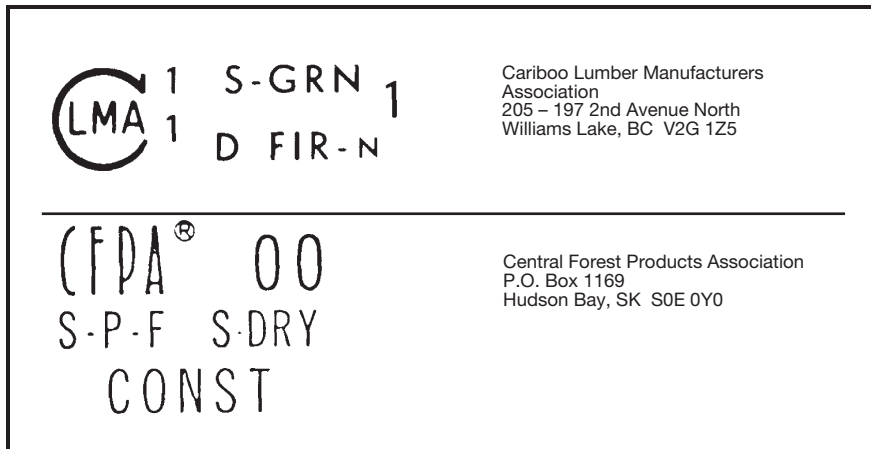 CLMA 1 S-GRN 1
1 D FIR-N
Cariboo Lumber Manufacturers
Association
205 – 197 2nd Avenue North
Williams Lake, BC V2G 1Z5
CFPA® 00
S-P-F S-DRY
CONST
Central Forest Products Association
P.O. Box 1169
Hudson Bay, SK S0E 0Y0